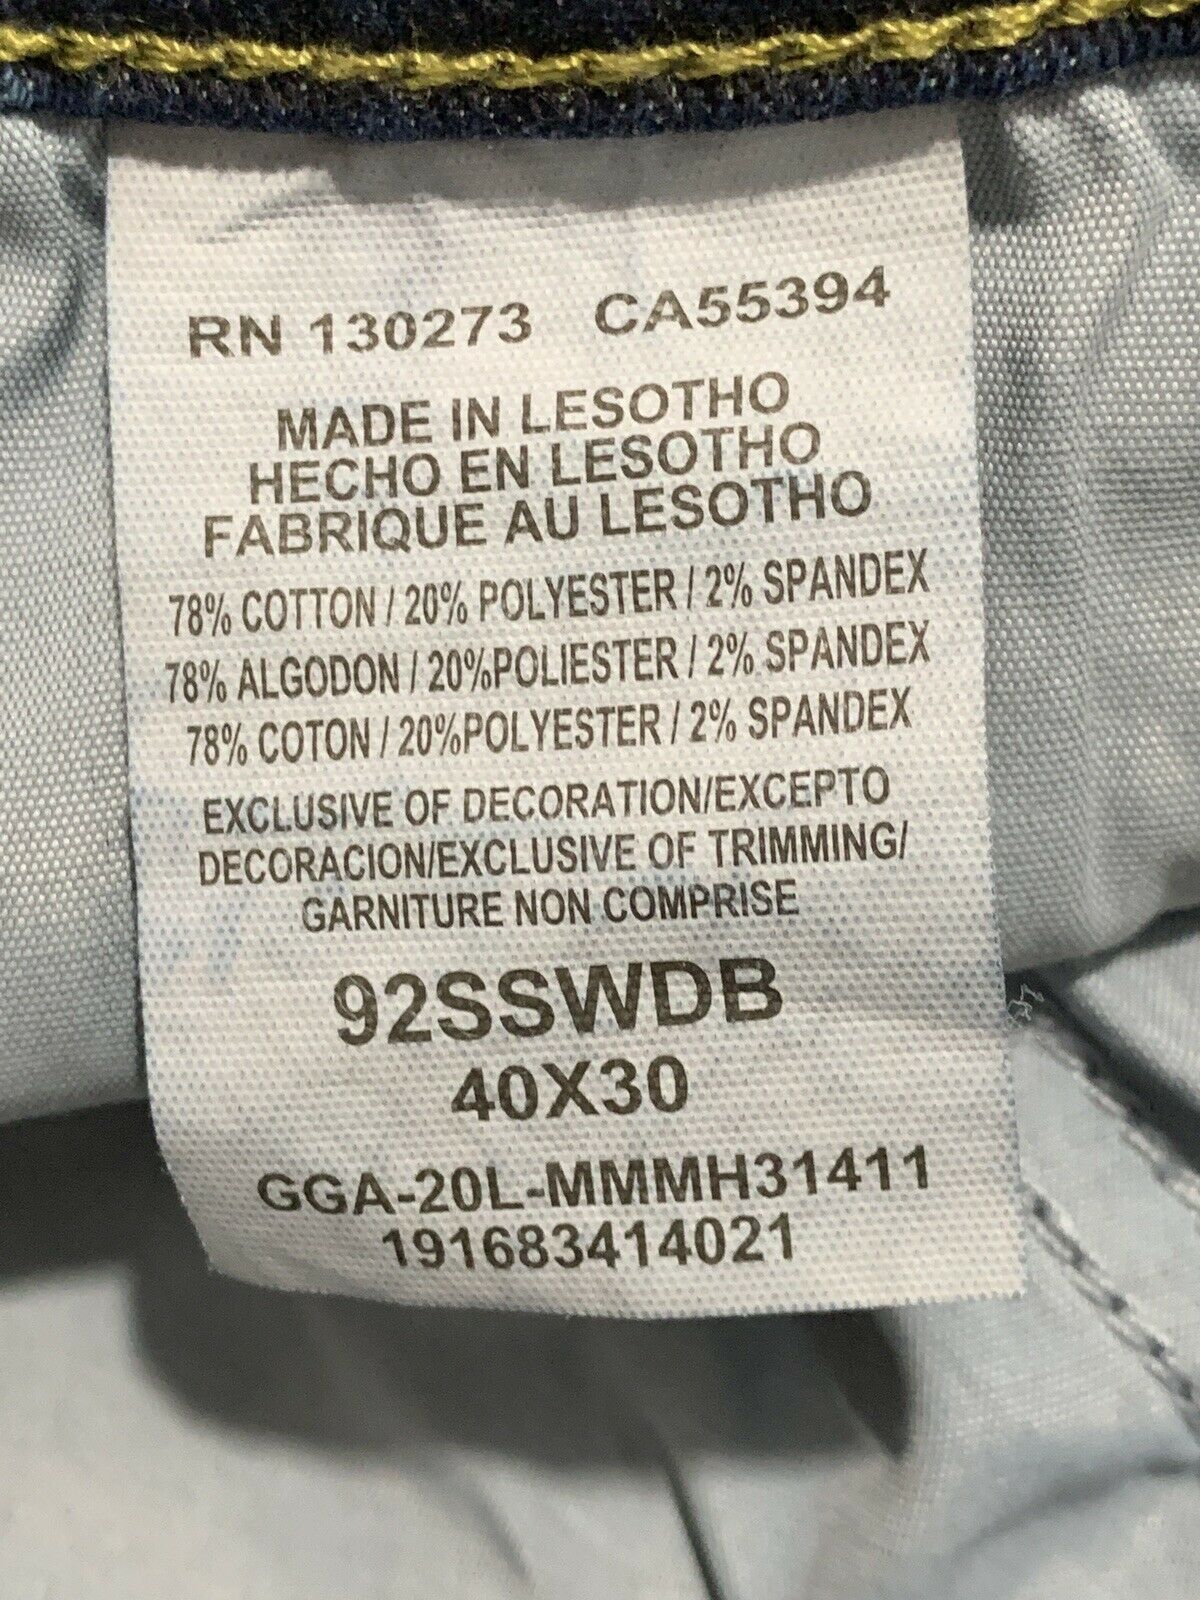 RN 130273 CA55394
MADE IN LESOTHO
HECHO EN LESOTHO
FABRIQUE AU LESOTHO
78% COTTON / 20% POLYESTER / 2% SPANDEX
78% ALGODON / 20%POLIESTER / 2% SPANDEX
78% COTON / 20%POLYESTER / 2% SPANDEX
EXCLUSIVE OF DECORATION/EXCEPTO
DECORACION/EXCLUSIVE OF TRIMMING/
GARNITURE NON COMPRISE
92SSWDB
40X30
GGA-20L-MMMH31411
191683414021